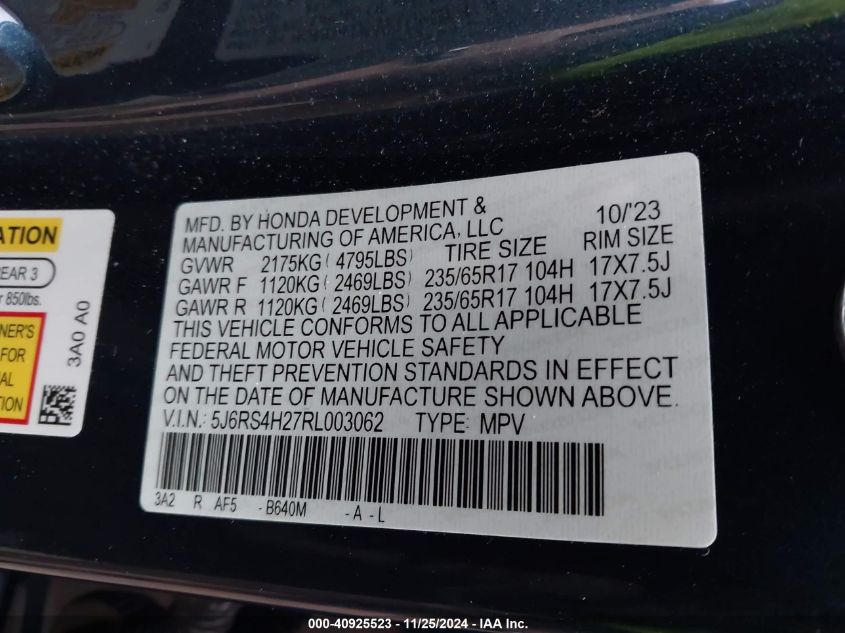 ATION
EAR 3
850lbs.
NER'S
FOR
TION
3A0 A0
MFD. BY HONDA DEVELOPMENT & 10/'23
MANUFACTURING OF AMERICA, LLC
GVWR 2175KG ( 4795LBS) TIRE SIZE RIM SIZE
GAWR F 1120KG ( 2469LBS) 235/65R17 104H 17X7.5J
GAWR R 1120KG ( 2469LBS) 235/65R17 104H 17X7.5J
THIS VEHICLE CONFORMS TO ALL APPLICABLE
FEDERAL MOTOR VEHICLE SAFETY
AND THEFT PREVENTION STANDARDS IN EFFECT
ON THE DATE OF MANUFACTURE SHOWN ABOVE.
V.I.N.: 5J6RS4H27RL003062 TYPE: MPV
3A2 R AF5 -B640M -A -L
000-40925523 - 11/25/2024 - IAA Inc.